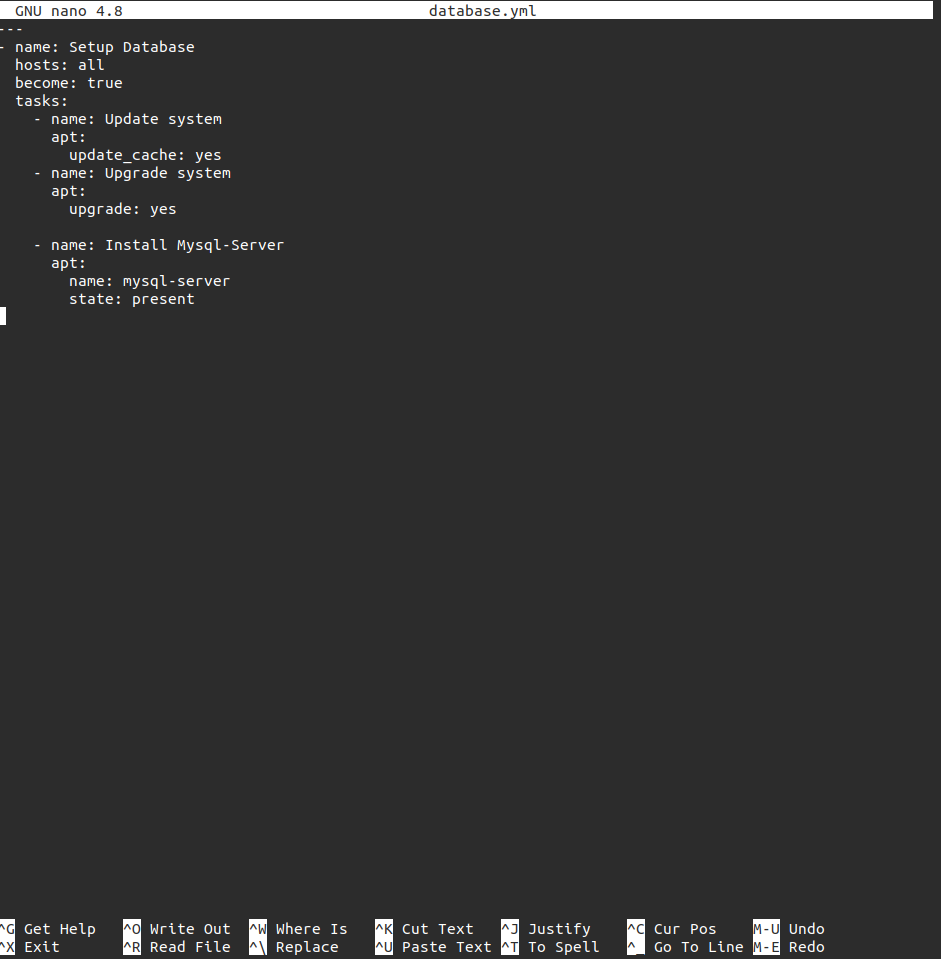 GNU nano 4.8 database.yml
---
- name: Setup Database
  hosts: all
  become: true
  tasks:
    - name: Update system
      apt:
        update_cache: yes
    - name: Upgrade system
      apt:
        upgrade: yes

    - name: Install Mysql-Server
      apt:
        name: mysql-server
        state: present
^G Get Help ^O Write Out ^W Where Is ^K Cut Text ^J Justify ^C Cur Pos M-U Undo
^X Exit ^R Read File ^\ Replace ^U Paste Text ^T To Spell ^_ Go To Line M-E Redo